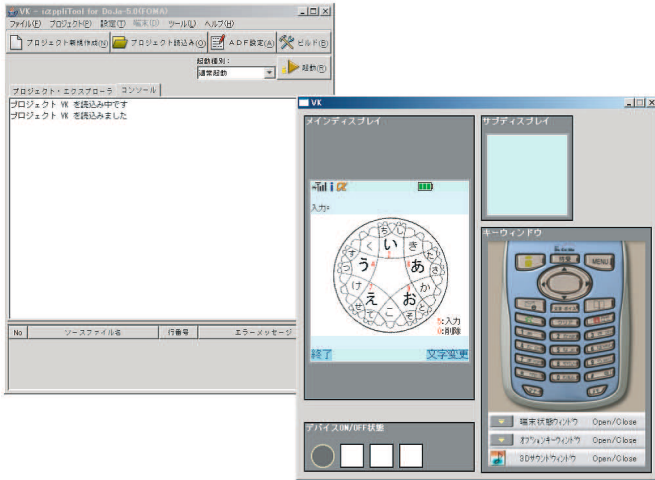 VK - iαppliTool for DoJa-5.0(FOMA)
ファイル(F) プロジェクト(P) 設定(T) 端末(D) ツール(L) ヘルプ(H)
プロジェクト新規作成(N) プロジェクト読込み(O) ADF設定(A) ビルド(B)
起動種別:
通常起動
起動(R)
プロジェクト・エクスプローラ コンソール
プロジェクト VK を読込み中です
プロジェクト VK を読込みました
No ソースファイル名 行番号 エラーメッセージ
VK
メインディスプレイ
入力=
ちし
くいき
うあ
けか
えお
こ
5:入力
0:削除
終了 文字変更
デバイスON/OFF状態
サブディスプレイ
キーウィンドウ
MENU
端末状態ウィンドウ Open/Close
オプションキーウィンドウ Open/Close
3Dサウンドウィンドウ Open/Close